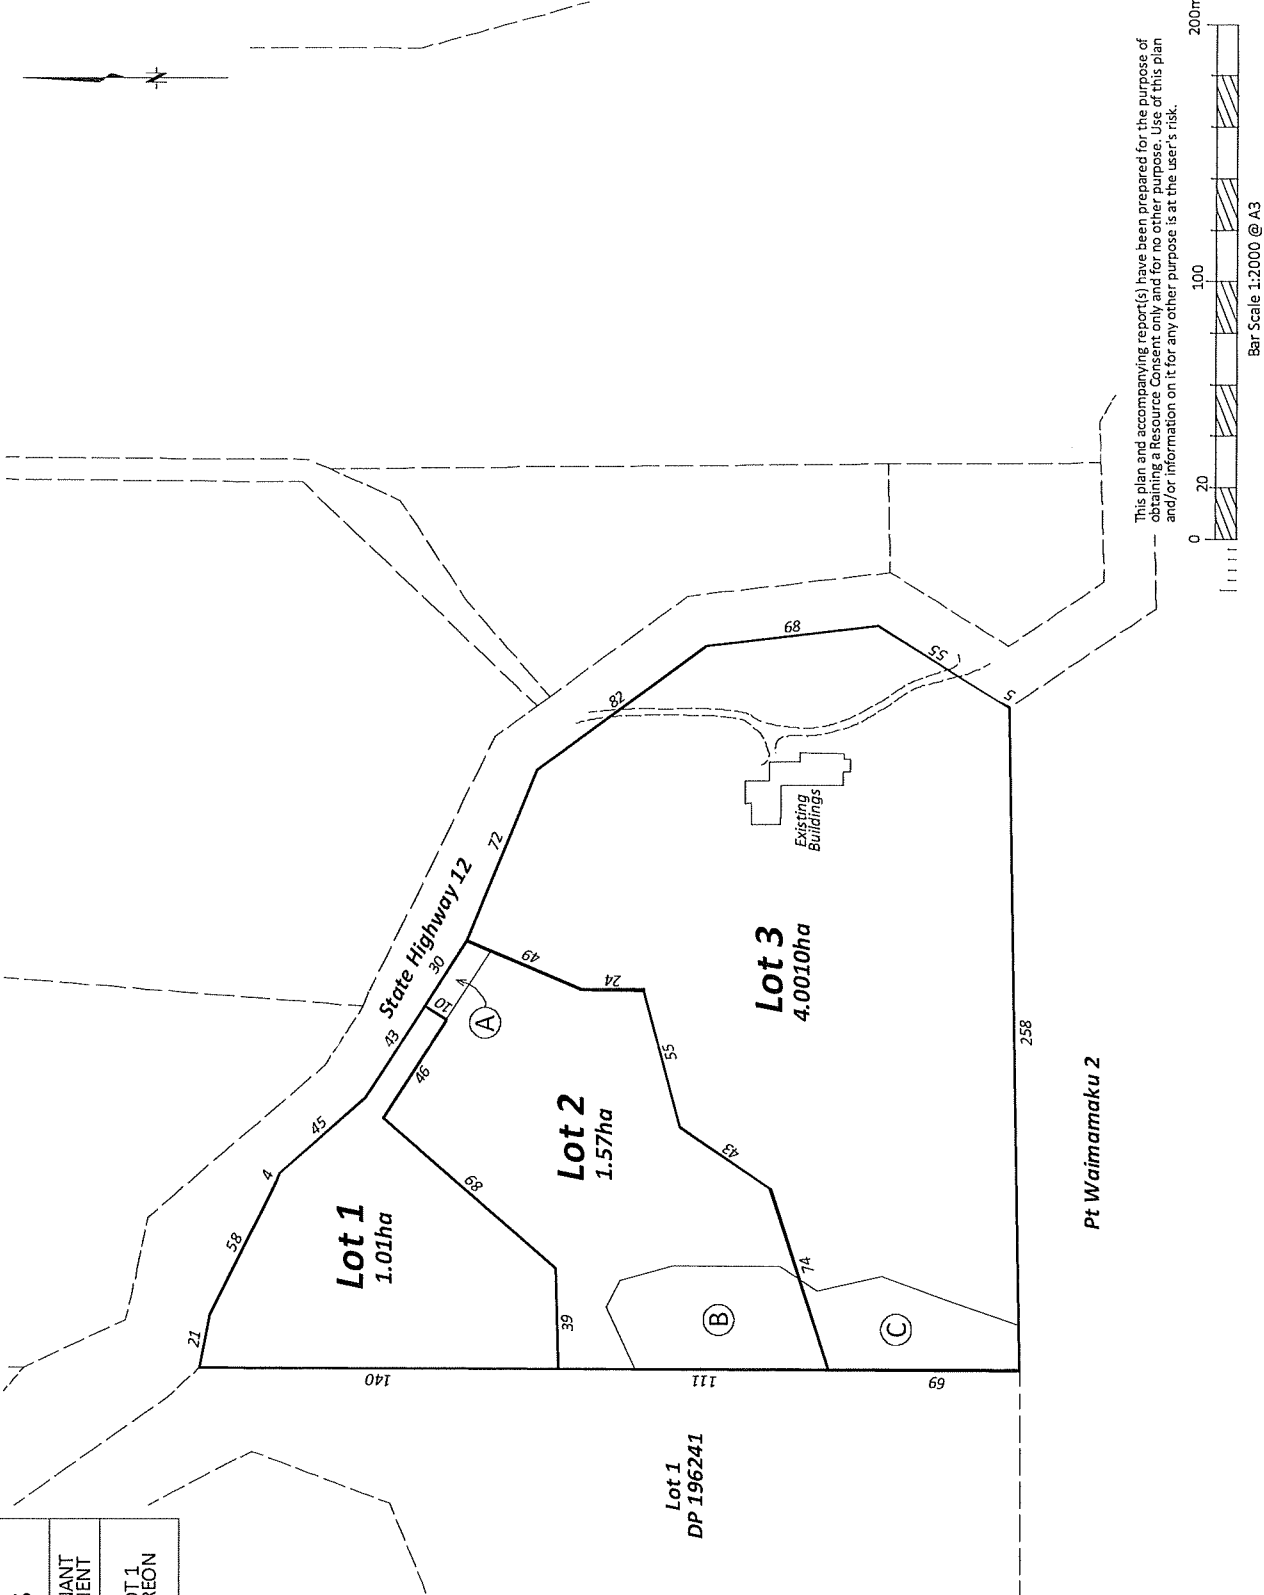 OT 1
REON
Lot 1
DP 196241
140
111
69
21
58
4
45
43
30
10
46
72
82
68
55
5
258
39
89
49
24
55
43
74
State Highway 12
Lot 1
1.01ha
Lot 2
1.57ha
Lot 3
4.0010ha
A
B
C
Existing
Buildings
Pt Waimamaku 2
N
This plan and accompanying report(s) have been prepared for the purpose of
obtaining a Resource Consent only and for no other purpose. Use of this plan
and/or information on it for any other purpose is at the user's risk.
0 20 100 200m
Bar Scale 1:2000 @ A3